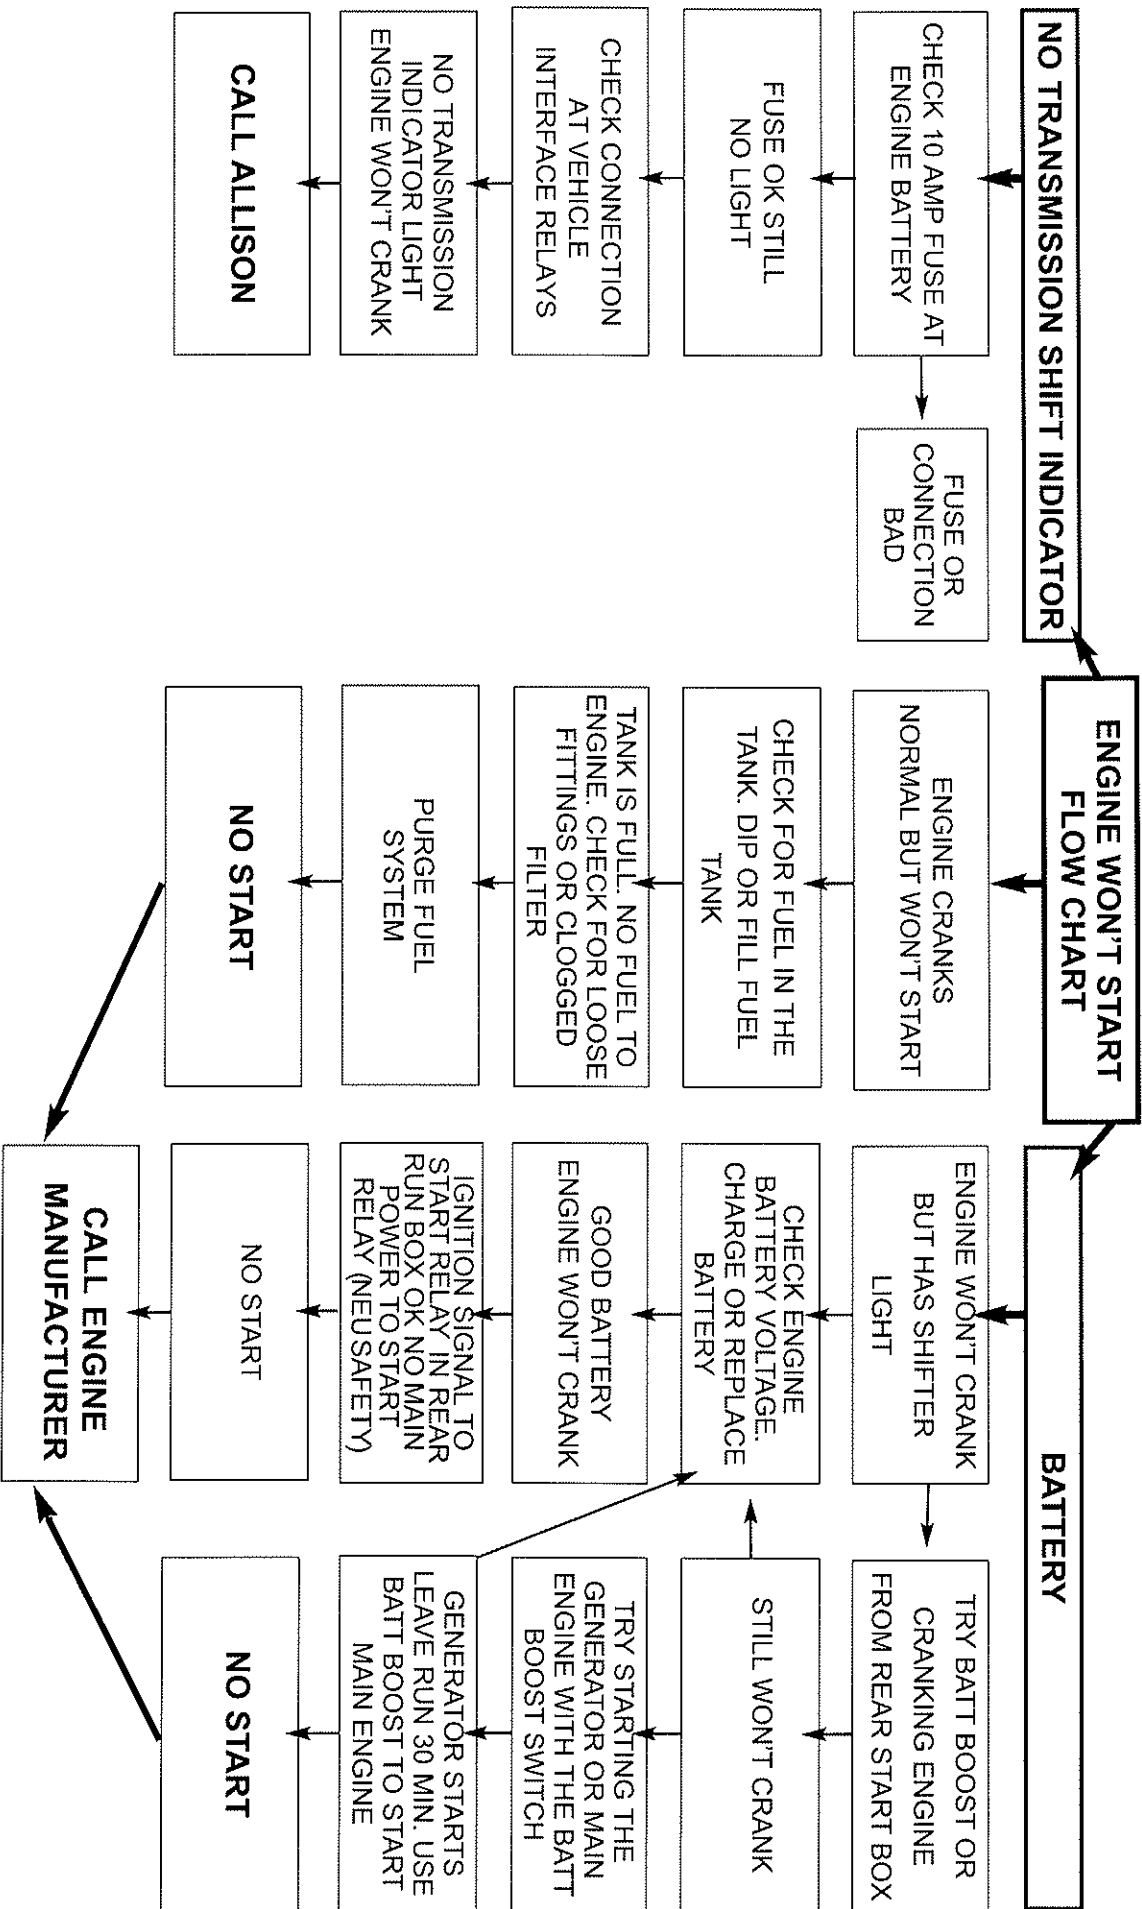 ENGINE WON'T START
FLOW CHART
NO TRANSMISSION SHIFT INDICATOR
CHECK 10 AMP FUSE AT
ENGINE BATTERY
FUSE OR
CONNECTION
BAD
FUSE OK STILL
NO LIGHT
CHECK CONNECTION
AT VEHICLE
INTERFACE RELAYS
NO TRANSMISSION
INDICATOR LIGHT
ENGINE WON'T CRANK
CALL ALLISON
ENGINE CRANKS
NORMAL BUT WON'T START
CHECK FOR FUEL IN THE
TANK. DIP OR FILL FUEL
TANK
TANK IS FULL. NO FUEL TO
ENGINE. CHECK FOR LOOSE
FITTINGS OR CLOGGED
FILTER
PURGE FUEL
SYSTEM
NO START
BATTERY
ENGINE WON'T CRANK
BUT HAS SHIFTER
LIGHT
CHECK ENGINE
BATTERY VOLTAGE.
CHARGE OR REPLACE
BATTERY
GOOD BATTERY
ENGINE WON'T CRANK
IGNITION SIGNAL TO
START RELAY IN REAR
RUN BOX OK NO MAIN
POWER TO START
RELAY (NEUSAFETY)
NO START
TRY BATT BOOST OR
CRANKING ENGINE
FROM REAR START BOX
STILL WON'T CRANK
TRY STARTING THE
GENERATOR OR MAIN
ENGINE WITH THE BATT
BOOST SWITCH
GENERATOR STARTS
LEAVE RUN 30 MIN. USE
BATT BOOST TO START
MAIN ENGINE
NO START
CALL ENGINE
MANUFACTURER